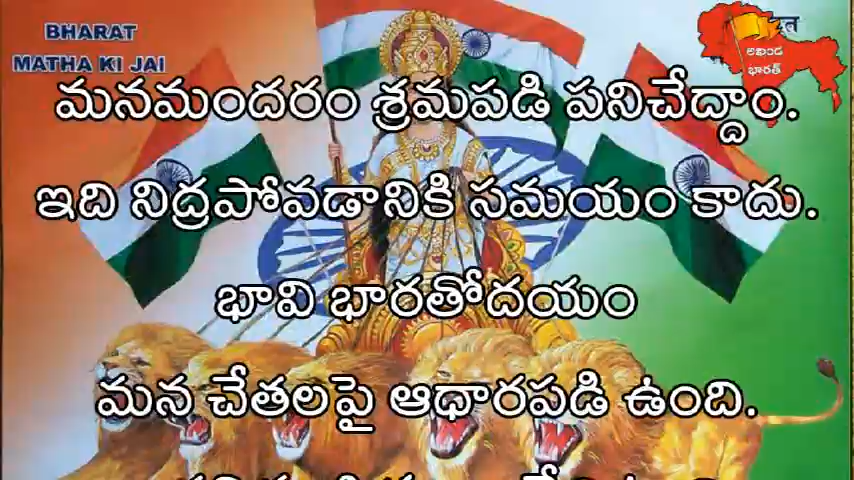 BHARAT
MATHA KI JAI
అఖండ
భారత్
మనమందరం శ్రమపడి పనిచేద్దాం.
ఇది నిద్రపోవడానికి సమయం కాదు.
భావి భారతోదయం
మన చేతలపై ఆధారపడి ఉంది.